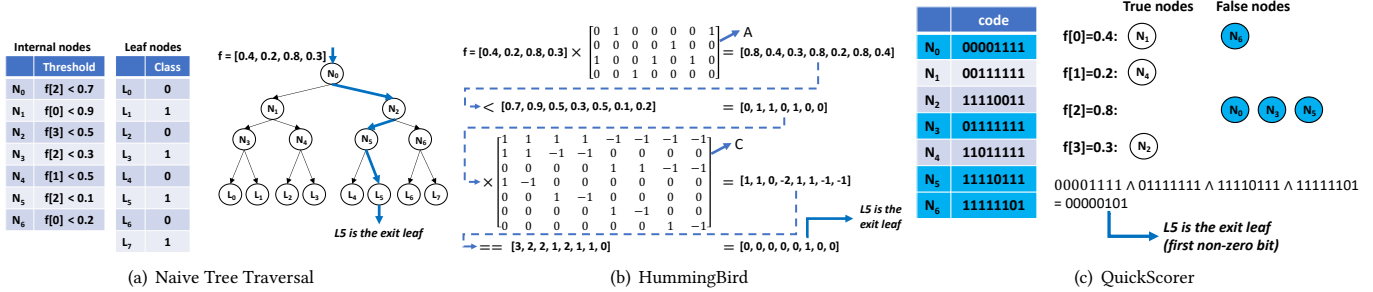 Internal nodes
Threshold
N0 f[2] < 0.7
N1 f[0] < 0.9
N2 f[3] < 0.5
N3 f[2] < 0.3
N4 f[1] < 0.5
N5 f[2] < 0.1
N6 f[0] < 0.2
Leaf nodes
Class
L0 0
L1 1
L2 0
L3 1
L4 0
L5 1
L6 0
L7 1
f = [0.4, 0.2, 0.8, 0.3]
N0
N1 N2
N3 N4 N5 N6
L0 L1 L2 L3 L4 L5 L6 L7
L5 is the exit leaf
(a) Naive Tree Traversal
A
f = [0.4, 0.2, 0.8, 0.3] × [0 1 0 0 0 0 1
0 0 0 0 1 0 0
1 0 0 1 0 1 0
0 0 1 0 0 0 0] = [0.8, 0.4, 0.3, 0.8, 0.2, 0.8, 0.4]
< [0.7, 0.9, 0.5, 0.3, 0.5, 0.1, 0.2] = [0, 1, 1, 0, 1, 0, 0]
C
× [1 1 1 1 −1 −1 −1 −1
1 1 −1 −1 0 0 0 0
0 0 0 0 1 1 −1 −1
1 −1 0 0 0 0 0 0
0 0 1 −1 0 0 0 0
0 0 0 0 1 −1 0 0
0 0 0 0 0 0 1 −1] = [1, 1, 0, -2, 1, 1, -1, -1]
== [3, 2, 2, 1, 2, 1, 1, 0] = [0, 0, 0, 0, 0, 1, 0, 0]
L5 is the
exit leaf
(b) HummingBird
code
N0 00001111
N1 00111111
N2 11110011
N3 01111111
N4 11011111
N5 11110111
N6 11111101
True nodes False nodes
f[0]=0.4: N1 N6
f[1]=0.2: N4
f[2]=0.8: N0 N3 N5
f[3]=0.3: N2
00001111 ∧ 01111111 ∧ 11110111 ∧ 11111101
= 00000101
L5 is the exit leaf
(first non-zero bit)
(c) QuickScorer